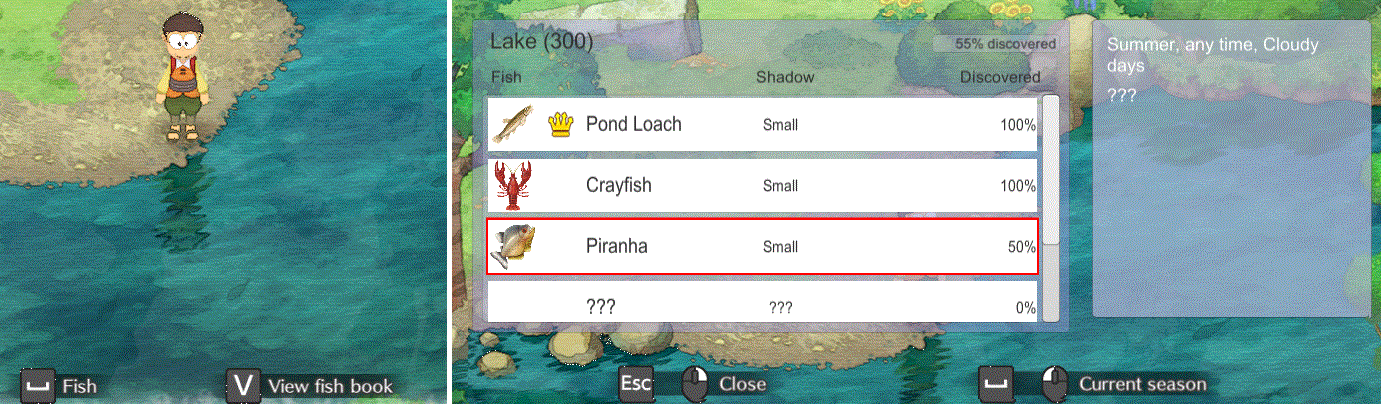 Fish
V View fish book
Lake (300)
55% discovered
Fish Shadow Discovered
Pond Loach Small 100%
Crayfish Small 100%
Piranha Small 50%
??? ??? 0%
Summer, any time, Cloudy
days
???
Esc Close
Current season